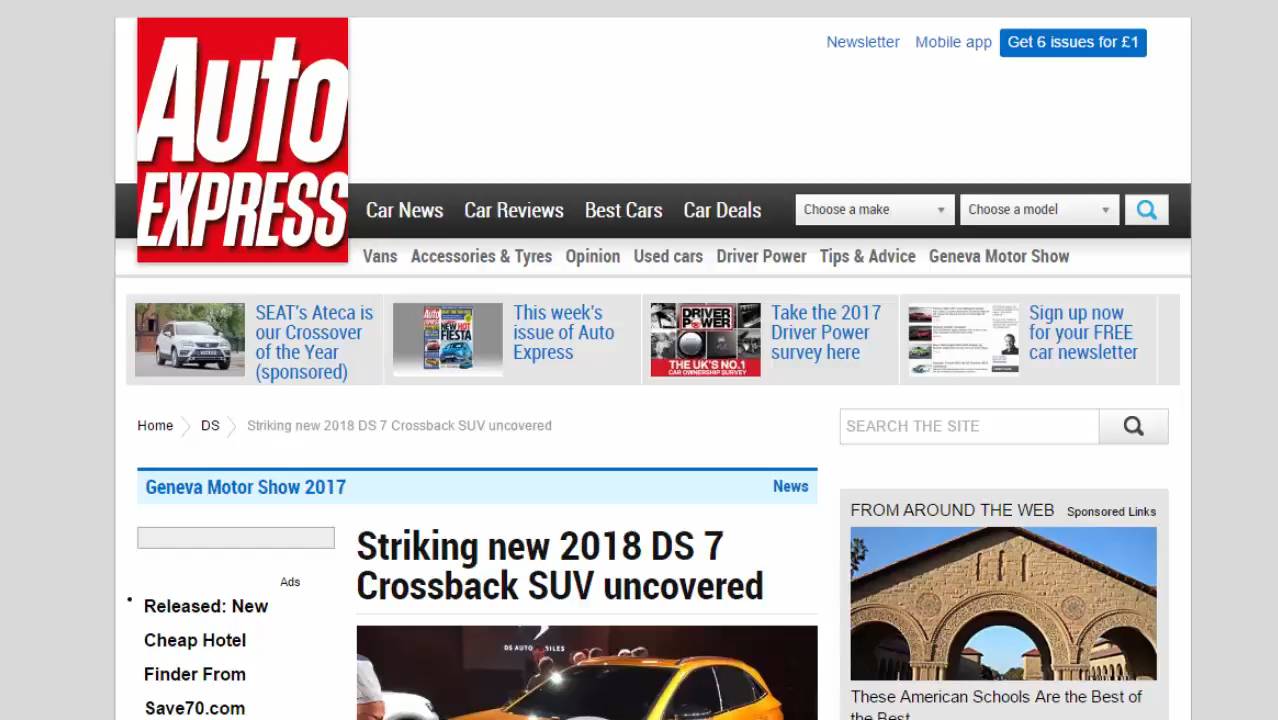 Auto
EXPRESS
Newsletter Mobile app Get 6 issues for £1
Car News Car Reviews Best Cars Car Deals Choose a make Choose a model
Vans Accessories & Tyres Opinion Used cars Driver Power Tips & Advice Geneva Motor Show
SEAT's Ateca is
our Crossover
of the Year
(sponsored)
This week's
issue of Auto
Express
DRIVER
POWER
THE UK'S NO.1
CAR OWNERSHIP SURVEY
Take the 2017
Driver Power
survey here
Sign up now
for your FREE
car newsletter
Home DS Striking new 2018 DS 7 Crossback SUV uncovered
SEARCH THE SITE
Geneva Motor Show 2017 News
Ads
Released: New
Cheap Hotel
Finder From
Save70.com
Striking new 2018 DS 7
Crossback SUV uncovered
FROM AROUND THE WEB Sponsored Links
These American Schools Are the Best of
the Best